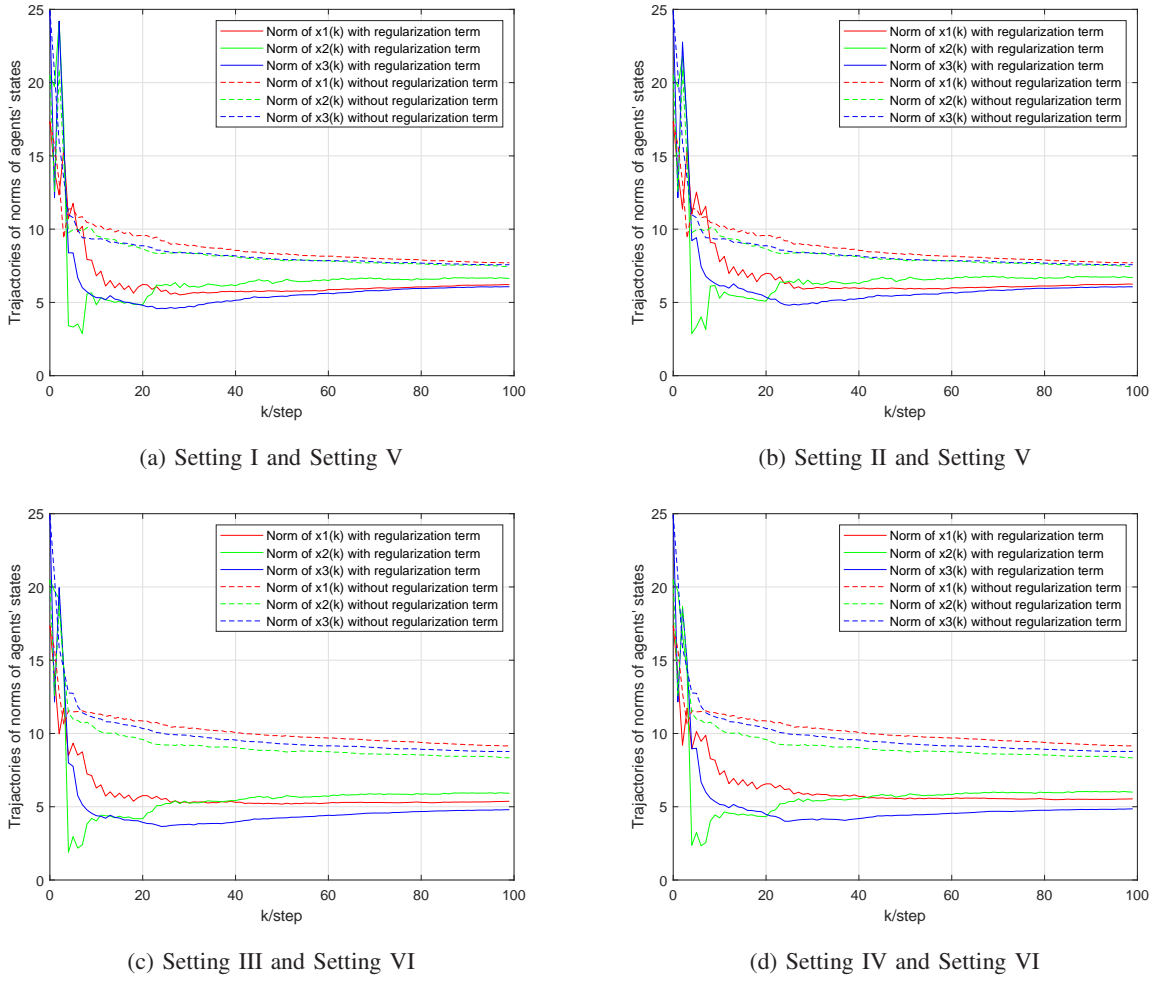 Trajactories of norms of agents' states
25
20
15
10
5
0
Norm of x1(k) with regularization term
Norm of x2(k) with regularization term
Norm of x3(k) with regularization term
Norm of x1(k) without regularization term
Norm of x2(k) without regularization term
Norm of x3(k) without regularization term
0 20 40 60 80 100
k/step
(a) Setting I and Setting V
Trajactories of norms of agents' states
25
20
15
10
5
0
Norm of x1(k) with regularization term
Norm of x2(k) with regularization term
Norm of x3(k) with regularization term
Norm of x1(k) without regularization term
Norm of x2(k) without regularization term
Norm of x3(k) without regularization term
0 20 40 60 80 100
k/step
(b) Setting II and Setting V
Trajactories of norms of agents' states
25
20
15
10
5
0
Norm of x1(k) with regularization term
Norm of x2(k) with regularization term
Norm of x3(k) with regularization term
Norm of x1(k) without regularization term
Norm of x2(k) without regularization term
Norm of x3(k) without regularization term
0 20 40 60 80 100
k/step
(c) Setting III and Setting VI
Trajactories of norms of agents' states
25
20
15
10
5
0
Norm of x1(k) with regularization term
Norm of x2(k) with regularization term
Norm of x3(k) with regularization term
Norm of x1(k) without regularization term
Norm of x2(k) without regularization term
Norm of x3(k) without regularization term
0 20 40 60 80 100
k/step
(d) Setting IV and Setting VI